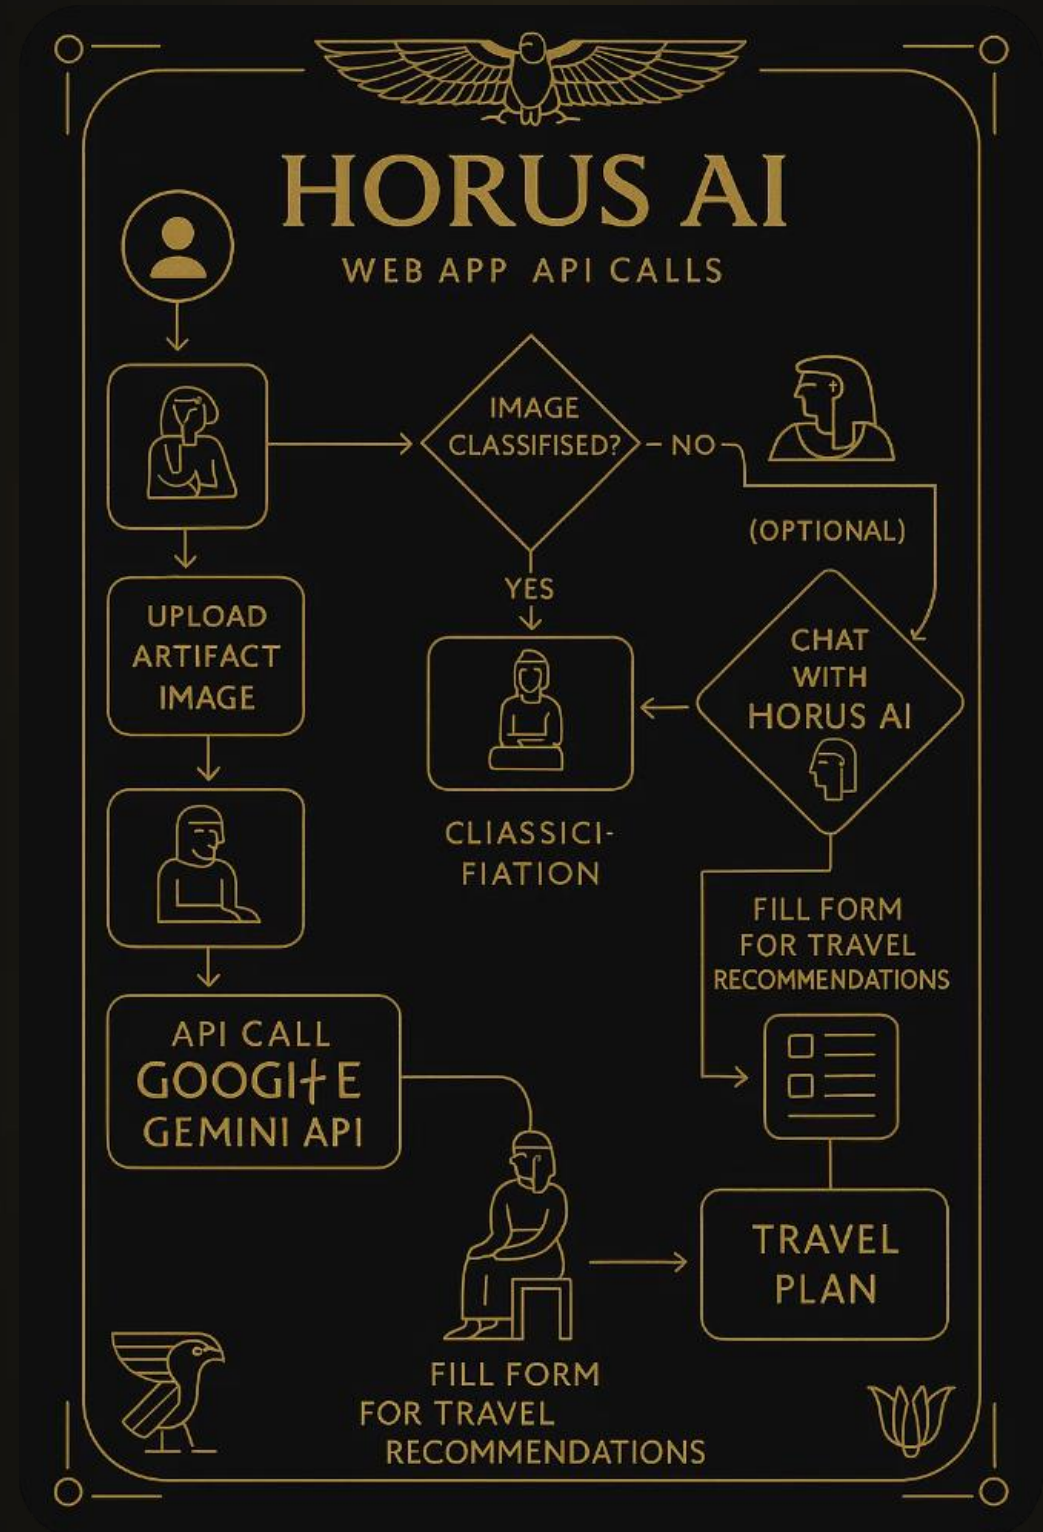 HORUS AI
WEB APP API CALLS
IMAGE
CLASSIFISED?
NO
(OPTIONAL)
YES
UPLOAD
ARTIFACT
IMAGE
CHAT
WITH
HORUS AI
CLIASSICI-
FIATION
FILL FORM
FOR TRAVEL
RECOMMENDATIONS
API CALL
GEMINI API
TRAVEL
PLAN
FILL FORM
FOR TRAVEL
RECOMMENDATIONS